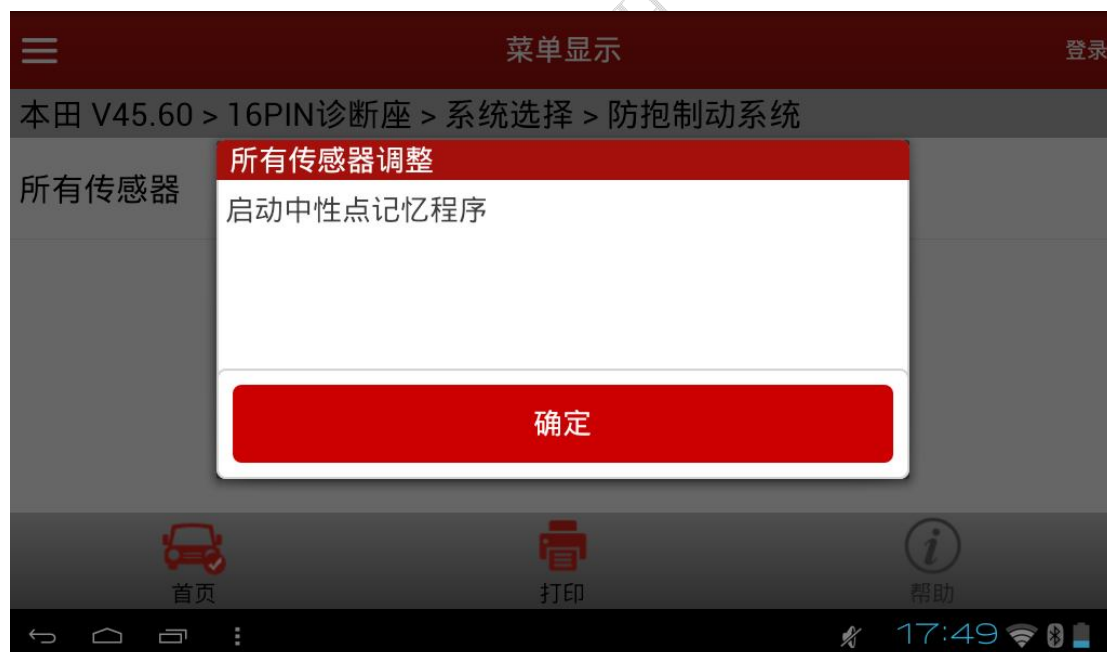 菜单显示
登录
本田 V45.60 > 16PIN诊断座 > 系统选择 > 防抱制动系统
所有传感器调整
所有传感器
启动中性点记忆程序
确定
首页
打印
帮助
17:49